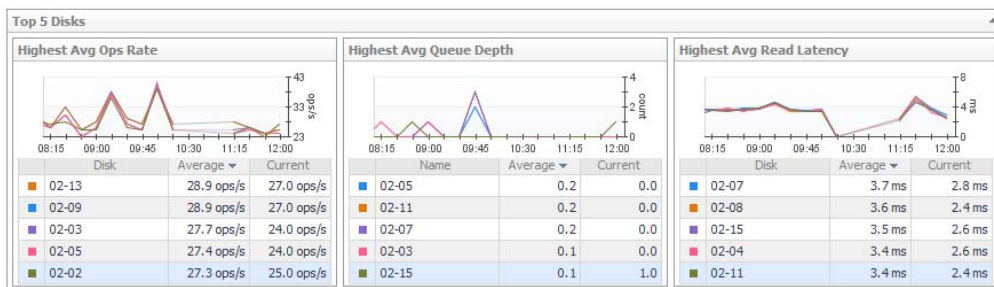 Top 5 Disks
Highest Avg Ops Rate
43
33
23
ops/s
08:15 09:00 09:45 10:30 11:15 12:00
Disk Average Current
02-13 28.9 ops/s 27.0 ops/s
02-09 28.9 ops/s 27.0 ops/s
02-03 27.7 ops/s 24.0 ops/s
02-05 27.4 ops/s 24.0 ops/s
02-02 27.3 ops/s 25.0 ops/s
Highest Avg Queue Depth
4
2
0
count
08:15 09:00 09:45 10:30 11:15 12:00
Name Average Current
02-05 0.2 0.0
02-11 0.2 0.0
02-07 0.2 0.0
02-03 0.1 0.0
02-15 0.1 1.0
Highest Avg Read Latency
8
4
0
ms
08:15 09:00 09:45 10:30 11:15 12:00
Disk Average Current
02-07 3.7 ms 2.8 ms
02-08 3.6 ms 2.4 ms
02-15 3.5 ms 2.6 ms
02-04 3.4 ms 2.6 ms
02-11 3.4 ms 2.4 ms